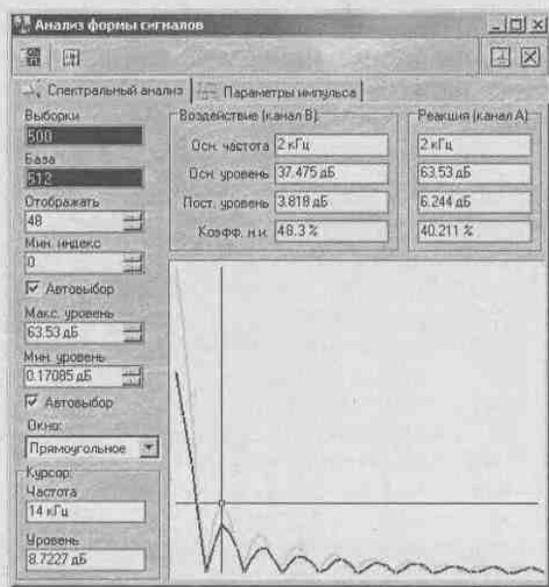 Анализ формы сигналов
Спектральный анализ
Параметры импульса
Выборки
500
База
512
Отображать
48
Мин. индекс
0
Автовыбор
Макс. уровень
63.53 дБ
Мин. уровень
0.17085 дБ
Автовыбор
Окно:
Прямоугольное
Курсор:
Частота
14 кГц
Уровень
8.7227 дБ
Воздействие (канал B)
Осн. частота 2 кГц
Осн. уровень 37.475 дБ
Пост. уровень 3.818 дБ
Коэфф. н.и. 48.3 %
Реакция (канал A)
2 кГц
63.53 дБ
6.244 дБ
40.211 %